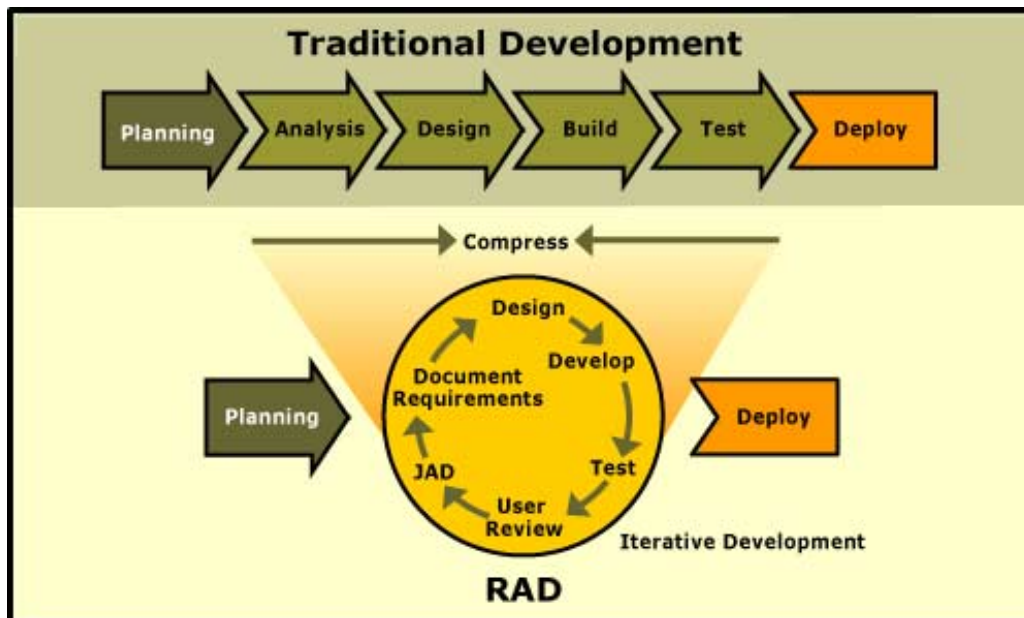 Traditional Development
Planning
Analysis
Design
Build
Test
Deploy
Compress
Design
Develop
Document
Requirements
Planning
Deploy
JAD
Test
User
Review
Iterative Development
RAD